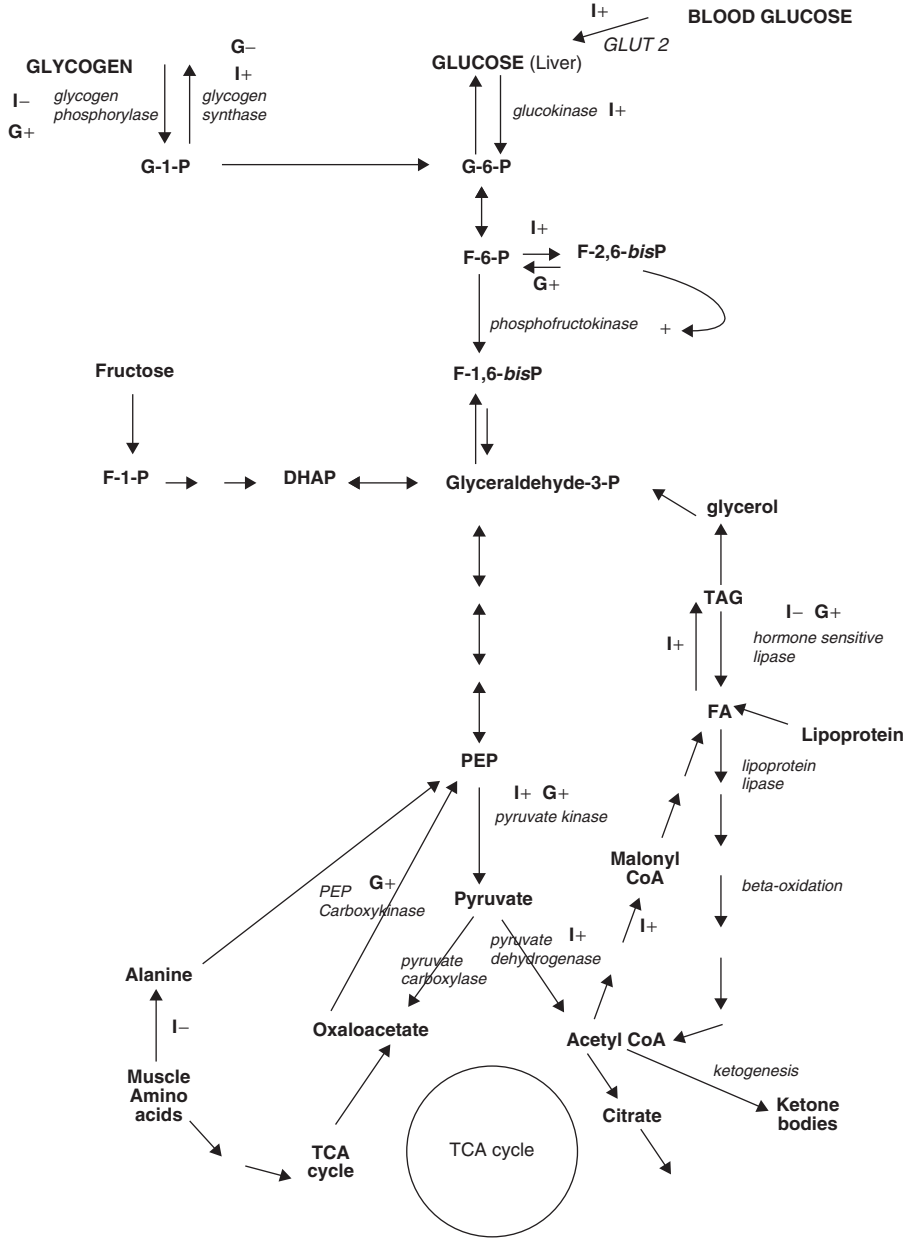 I+
BLOOD GLUCOSE
GLUT 2
G−
GLYCOGEN
I+
GLUCOSE (Liver)
I−
glycogen
phosphorylase
glycogen
synthase
glucokinase I+
G+
G-1-P
G-6-P
I+
F-6-P
F-2,6-bisP
G+
phosphofructokinase +
Fructose
F-1,6-bisP
F-1-P
DHAP
Glyceraldehyde-3-P
glycerol
TAG
I− G+
I+
hormone sensitive
lipase
FA
Lipoprotein
PEP
lipoprotein
lipase
I+ G+
pyruvate kinase
Malonyl
CoA
PEP
Carboxykinase
G+
beta-oxidation
Pyruvate
I+
pyruvate
carboxylase
pyruvate
dehydrogenase
I+
Alanine
I−
Oxaloacetate
Acetyl CoA
ketogenesis
Muscle
Amino
acids
Citrate
Ketone
bodies
TCA
cycle
TCA cycle